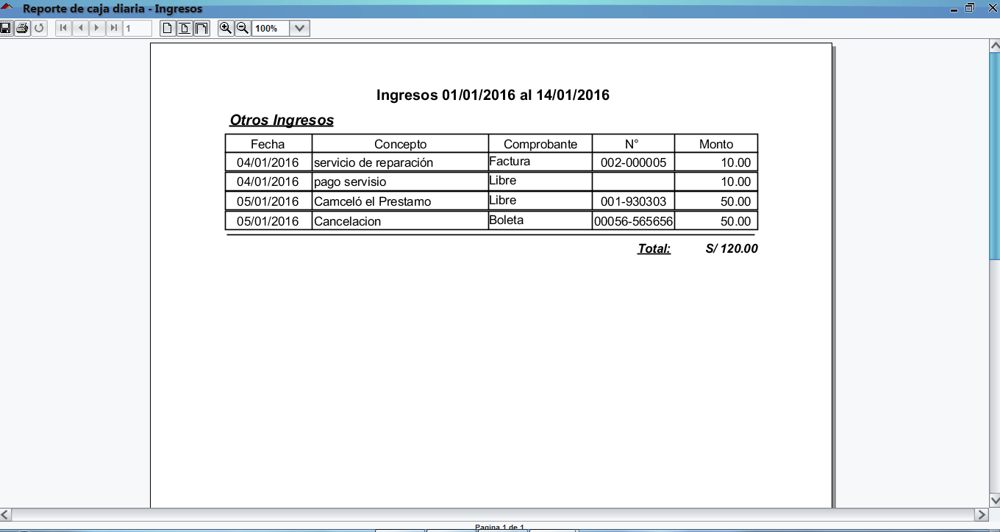 Reporte de caja diaria - Ingresos
1
100%
Ingresos 01/01/2016 al 14/01/2016
Otros Ingresos
Fecha Concepto Comprobante N° Monto
04/01/2016 servicio de reparación Factura 002-000005 10.00
04/01/2016 pago servisio Libre 10.00
05/01/2016 Camceló el Prestamo Libre 001-930303 50.00
05/01/2016 Cancelacion Boleta 00056-565656 50.00
Total: S/ 120.00
Pagina 1 de 1